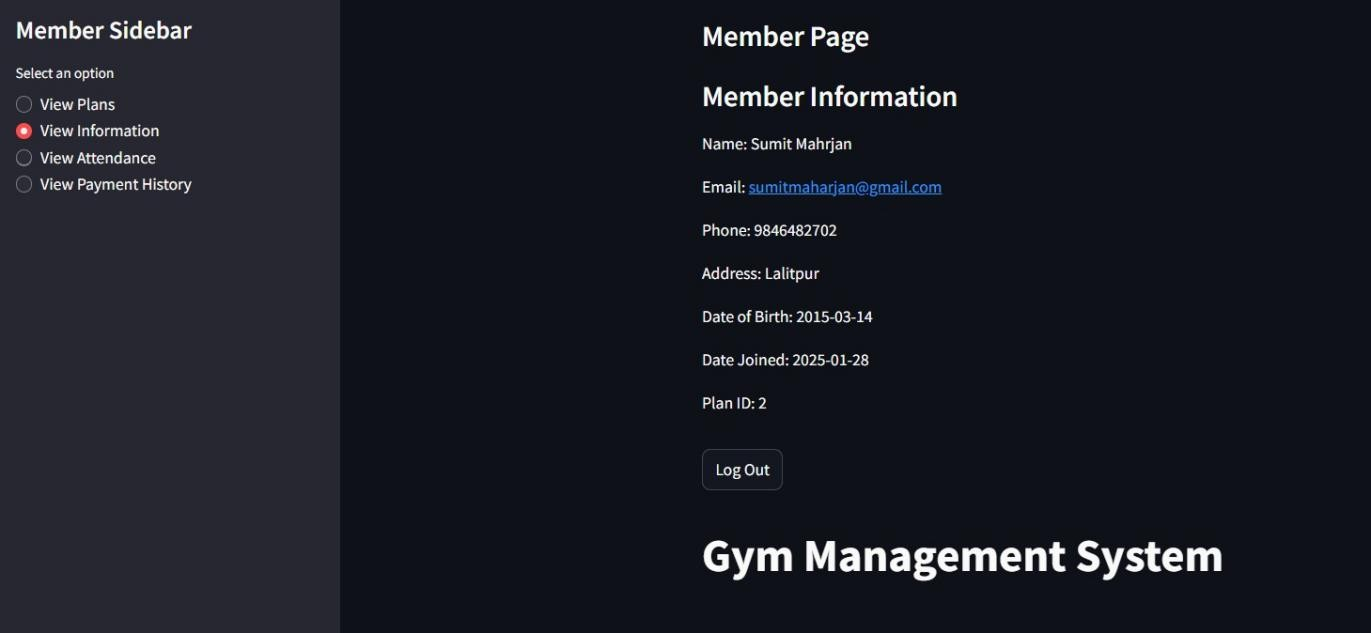 Member Sidebar
Select an option
View Plans
View Information
View Attendance
View Payment History
Member Page
Member Information
Name: Sumit Mahrjan
Email: sumitmaharjan@gmail.com
Phone: 9846482702
Address: Lalitpur
Date of Birth: 2015-03-14
Date Joined: 2025-01-28
Plan ID: 2
Log Out
Gym Management System